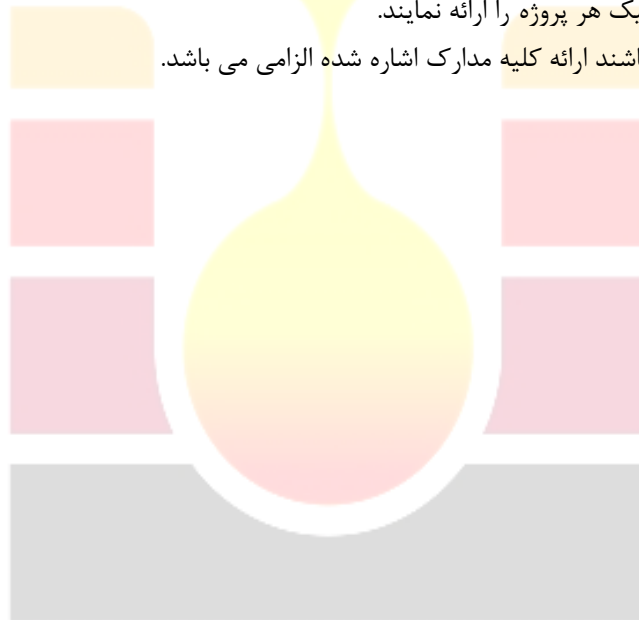 یک هر پروژه را ارائه نمایند.
باشند ارائه کلیه مدارک اشاره شده الزامی می باشد.